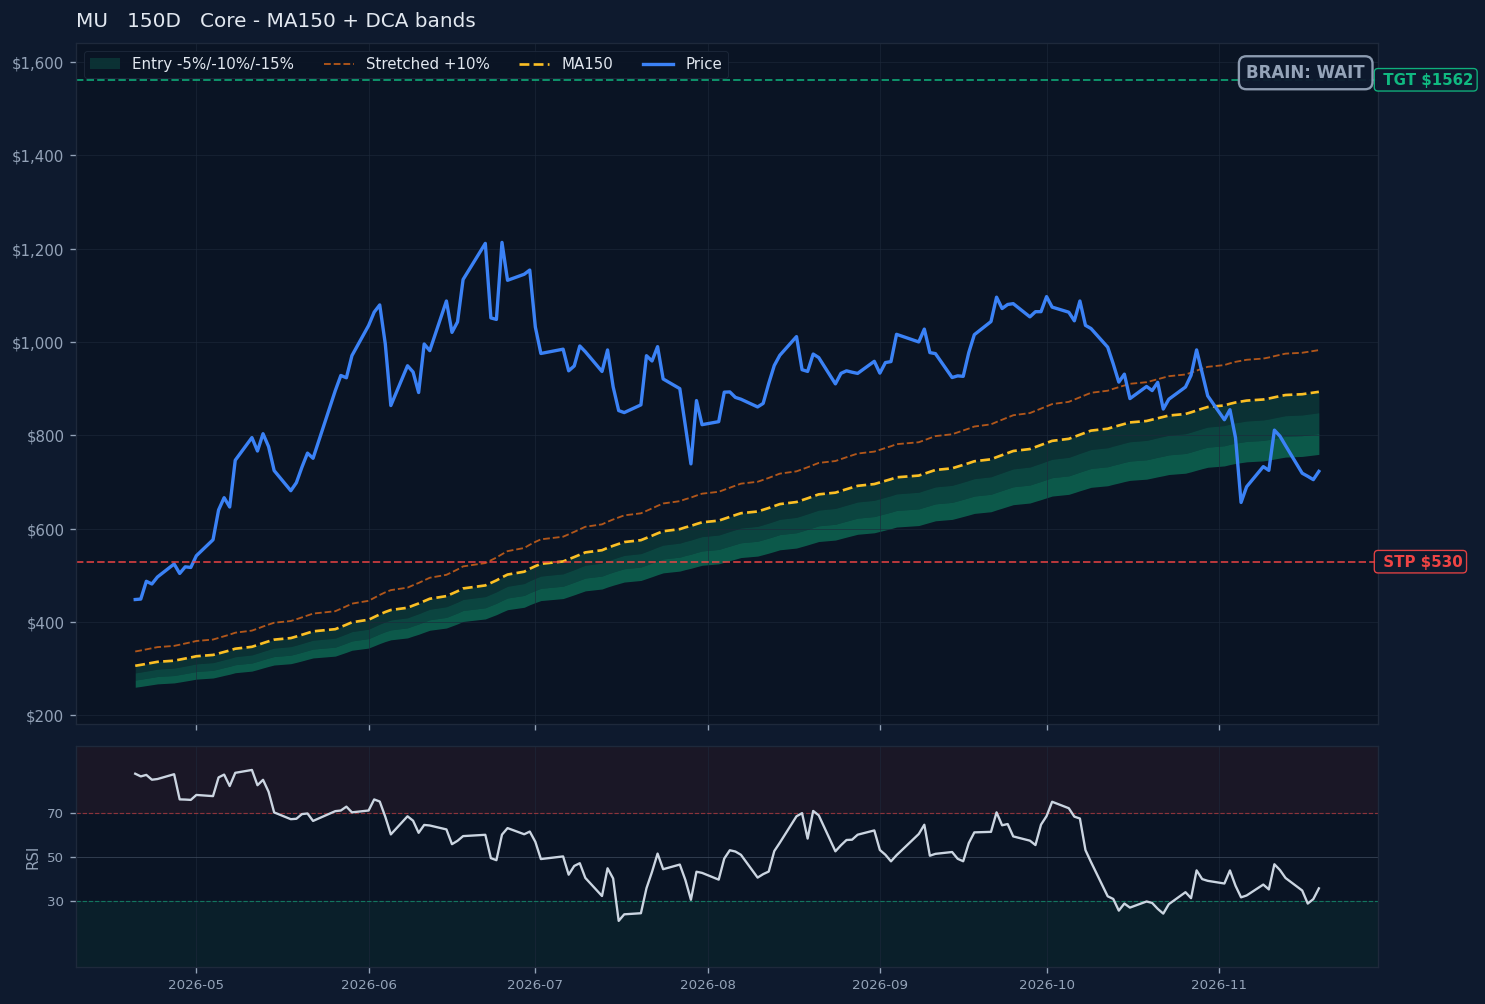 MU   150D   Core - MA150 + DCA bands
Entry -5%/-10%/-15%   Stretched +10%   MA150   Price
BRAIN: WAIT
TGT $1562
$1,600
$1,400
$1,200
$1,000
$800
$600
STP $530
$400
$200
RSI
70
50
30
2026-05   2026-06   2026-07   2026-08   2026-09   2026-10   2026-11